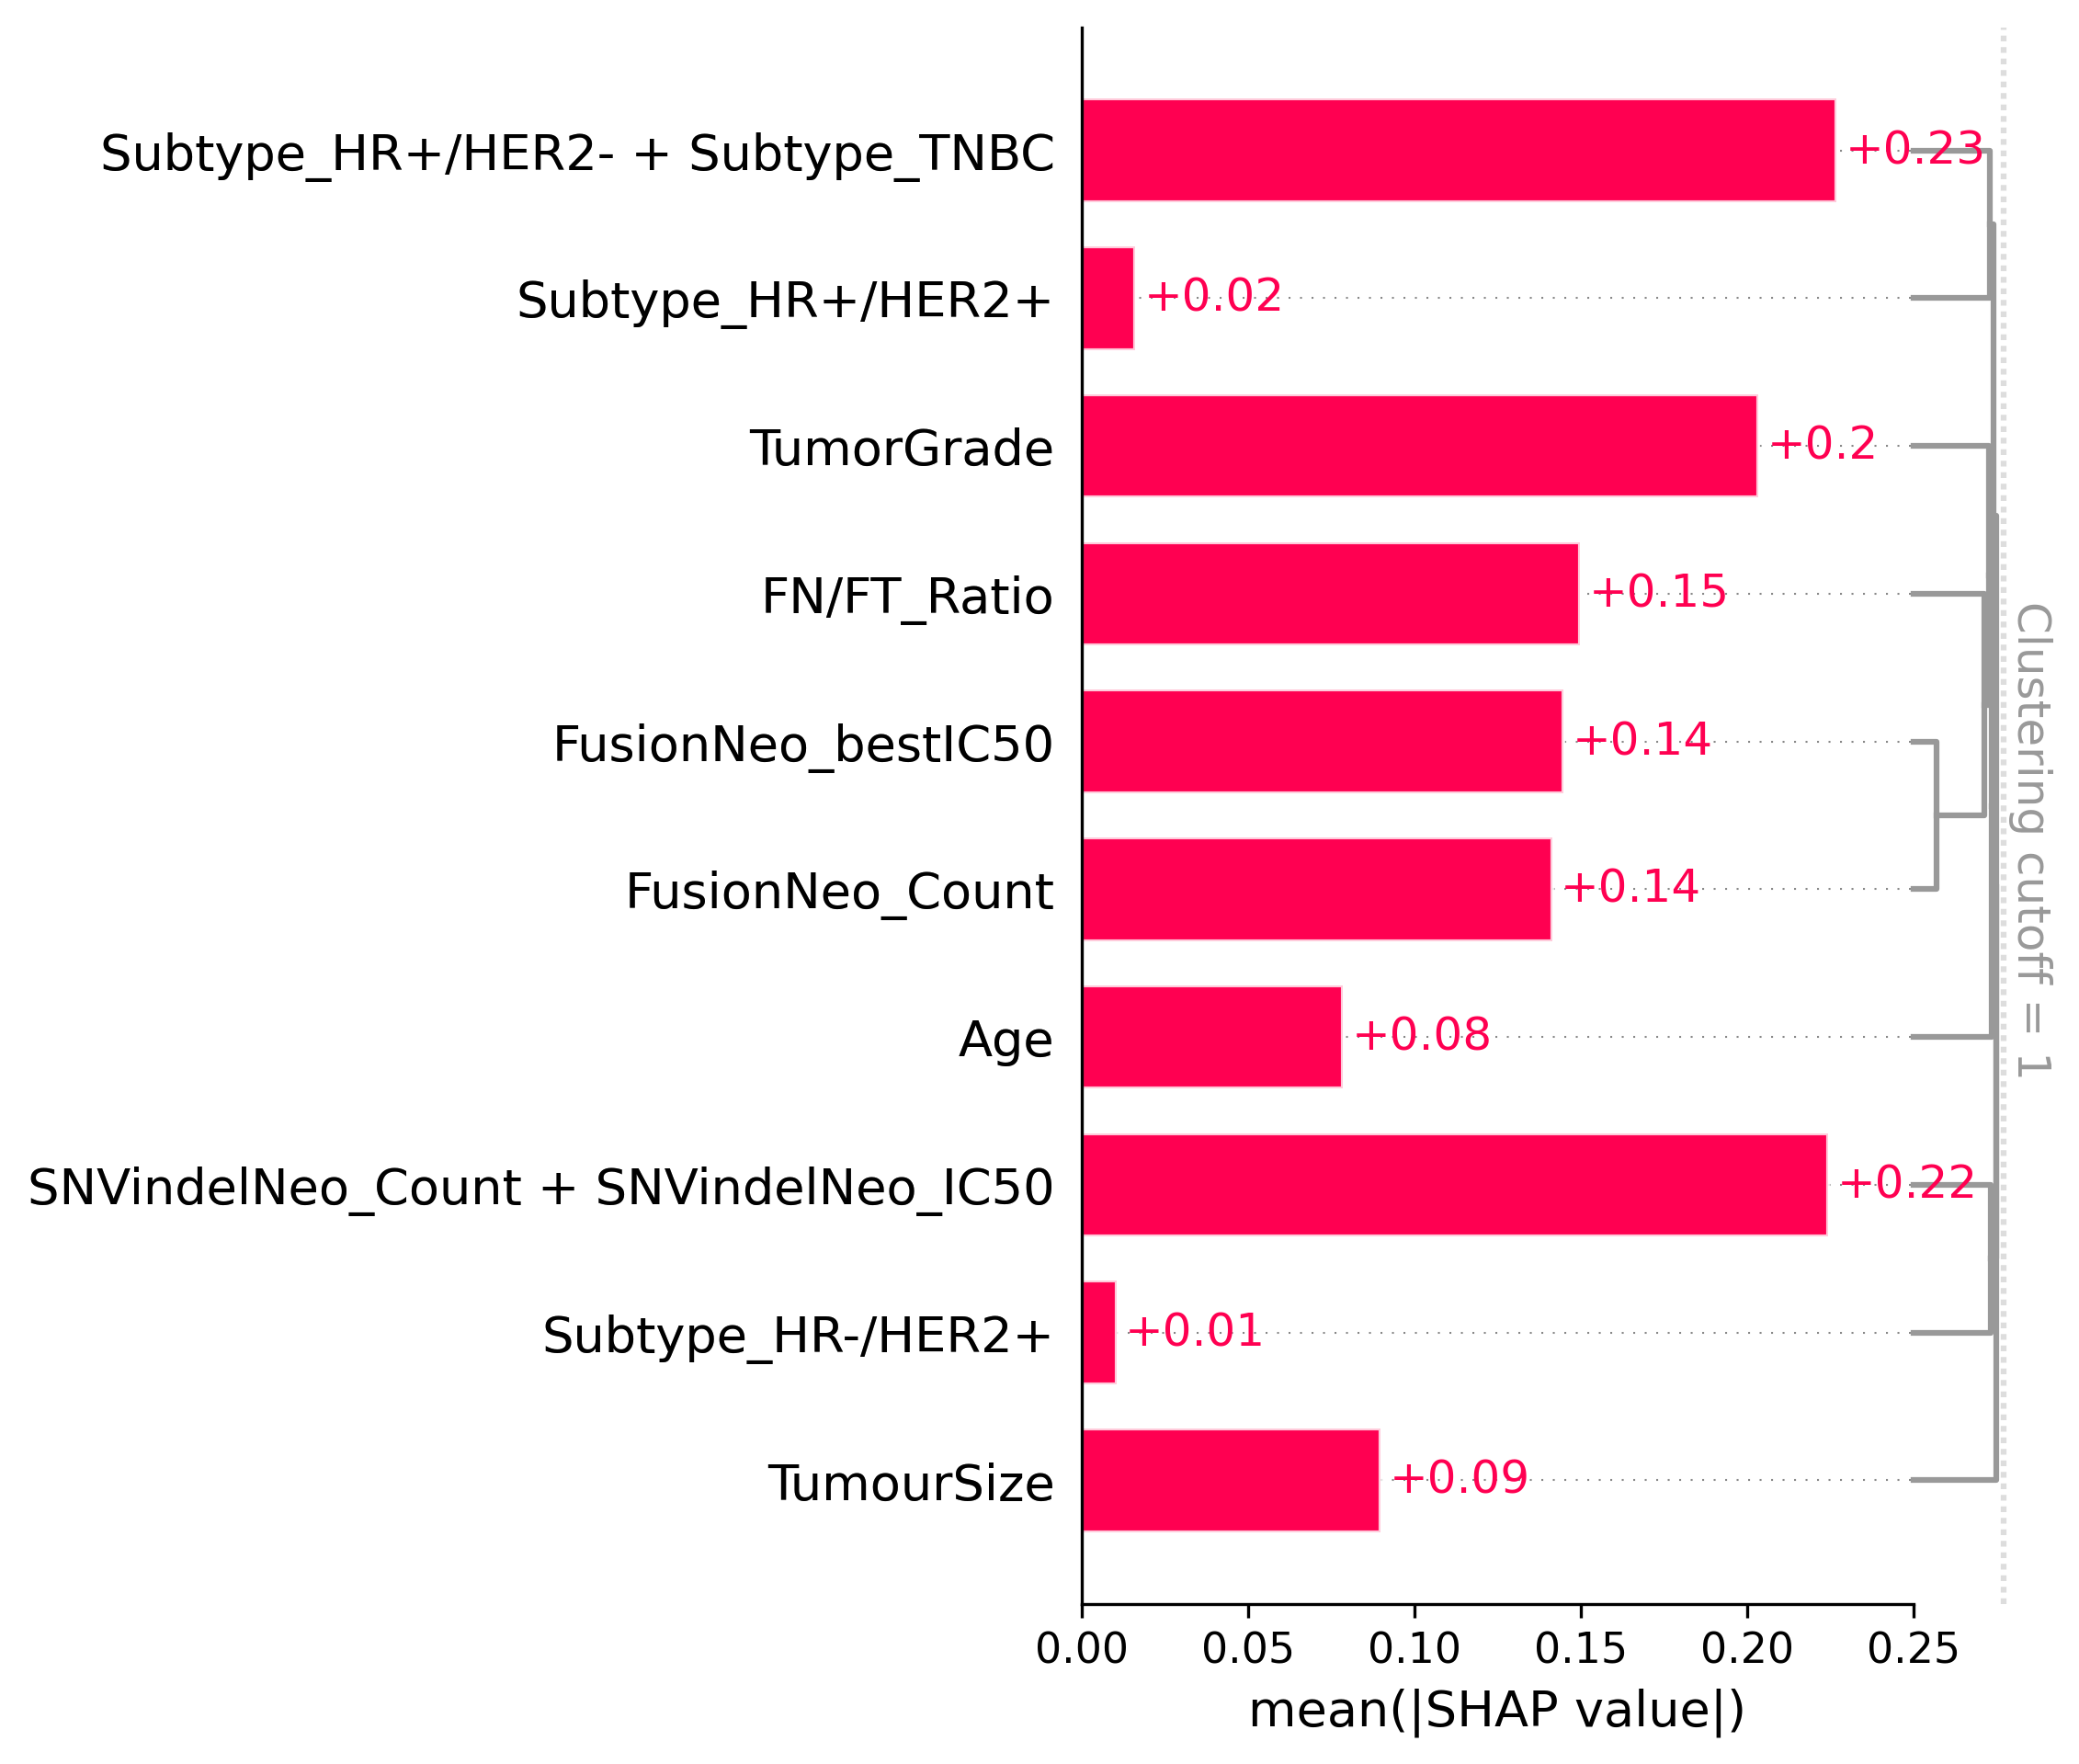 Subtype_HR+/HER2- + Subtype_TNBC +0.23
Subtype_HR+/HER2+ +0.02
TumorGrade +0.2
FN/FT_Ratio +0.15
FusionNeo_bestIC50 +0.14
FusionNeo_Count +0.14
Age +0.08
SNVindelNeo_Count + SNVindelNeo_IC50 +0.22
Subtype_HR-/HER2+ +0.01
TumourSize +0.09
Clustering cutoff = 1
0.00 0.05 0.10 0.15 0.20 0.25
mean(|SHAP value|)